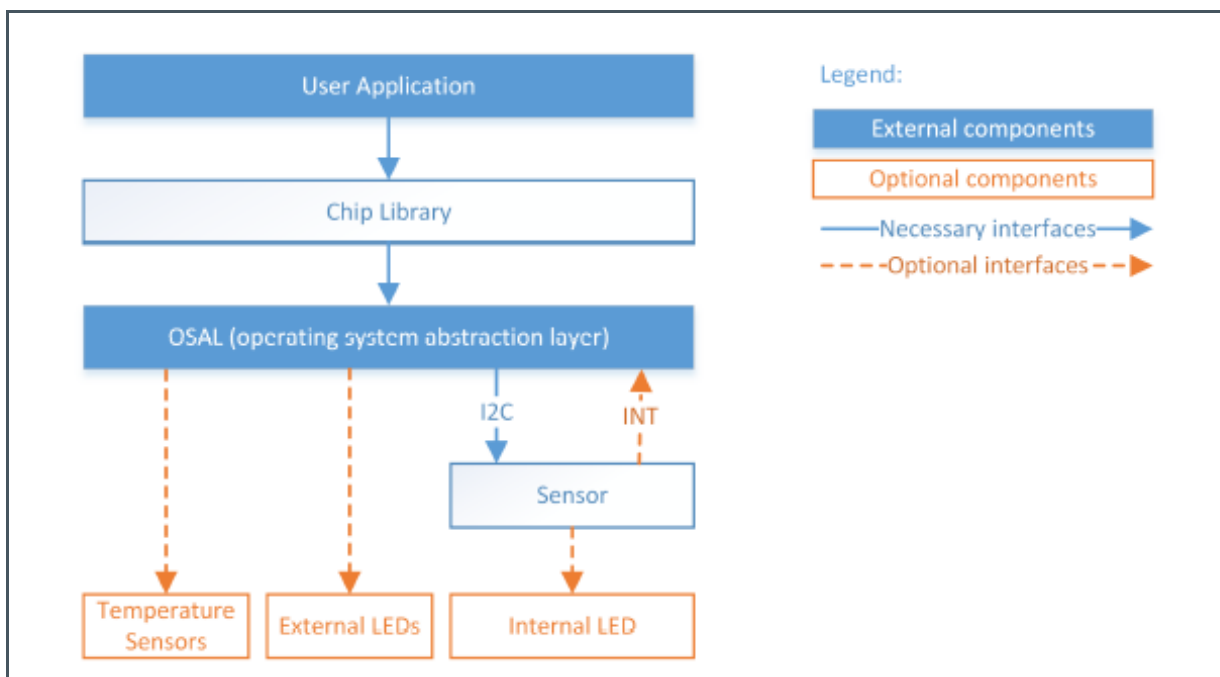 User Application
Legend:
External components
Optional components
Chip Library
Necessary interfaces
Optional interfaces
OSAL (operating system abstraction layer)
I2C
INT
Sensor
Temperature
Sensors
External LEDs
Internal LED